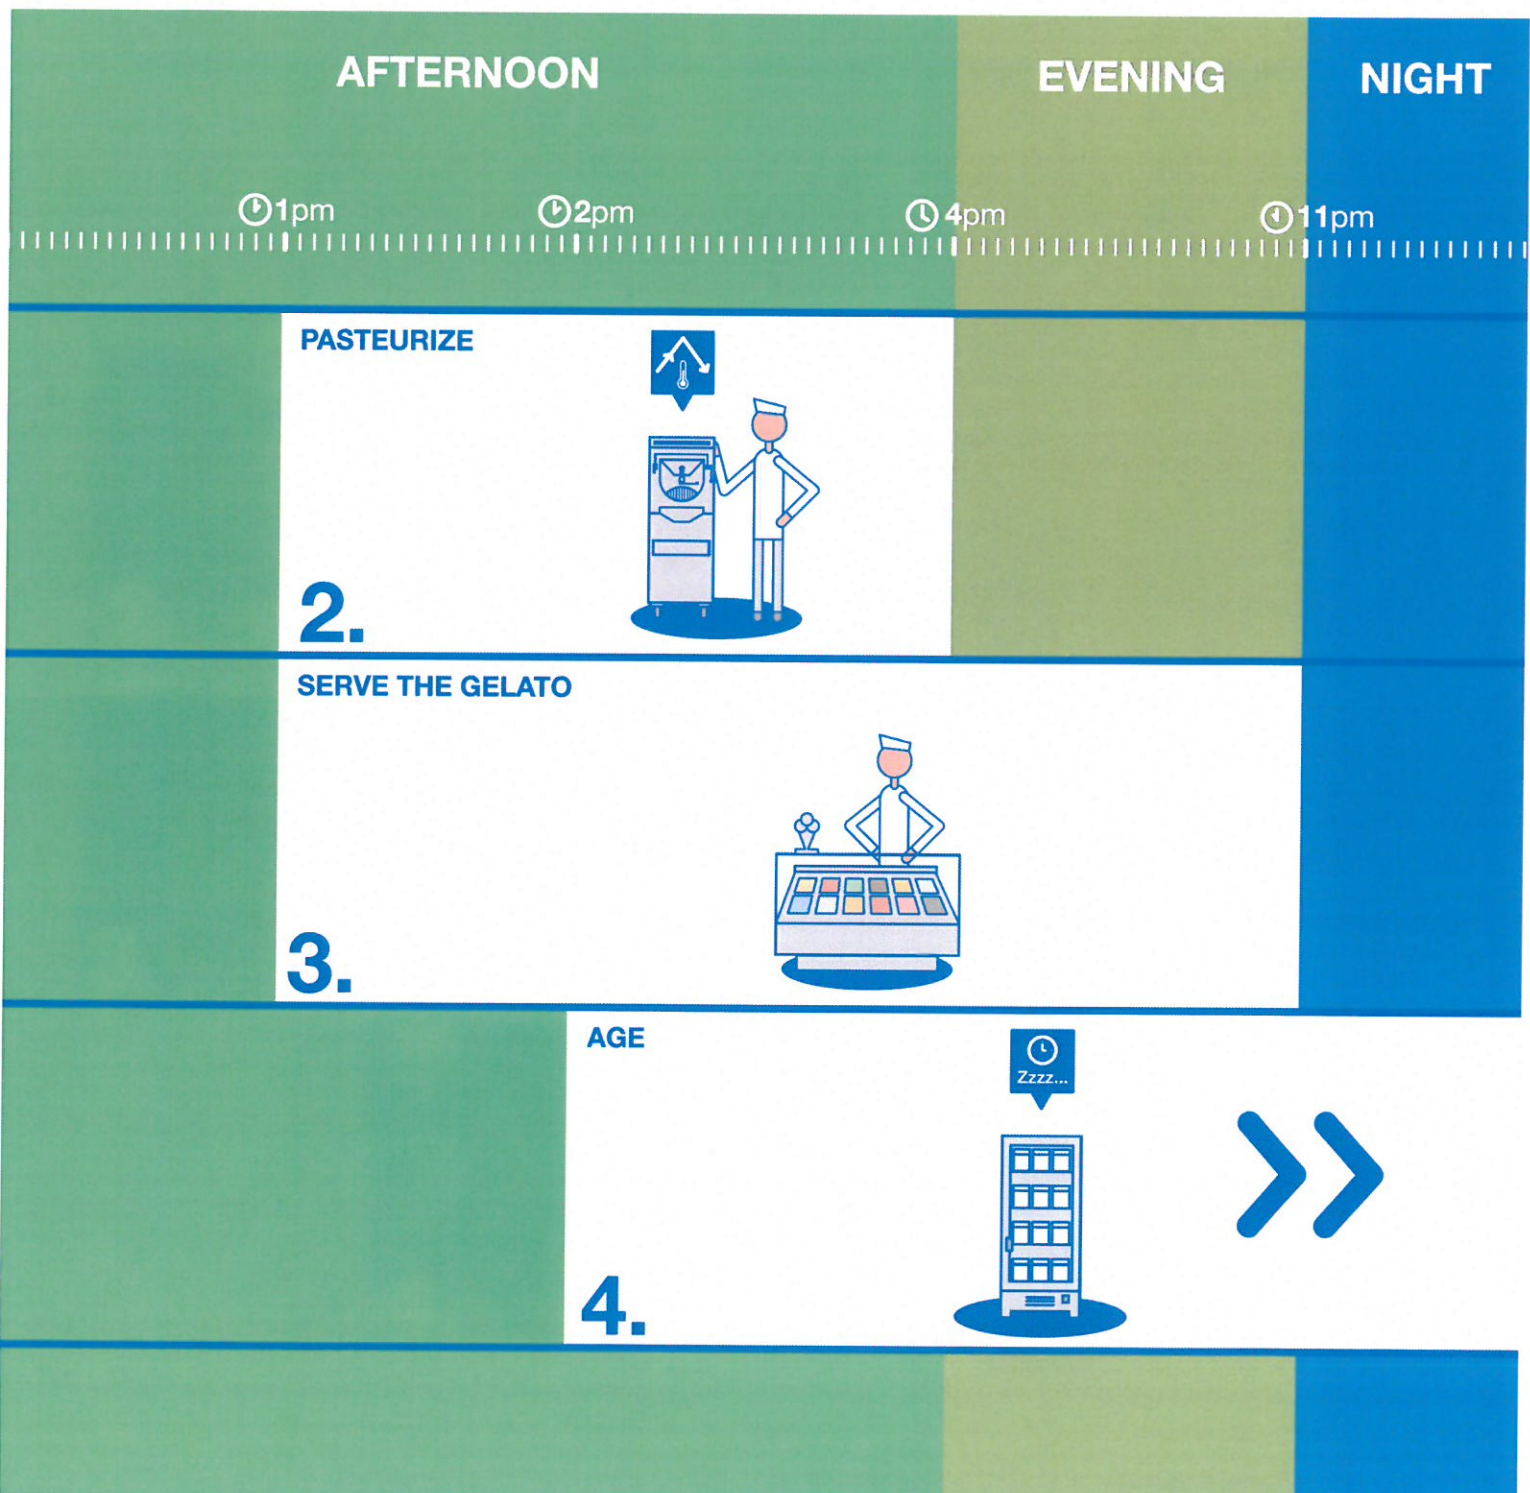 AFTERNOON EVENING NIGHT
1pm 2pm 4pm 11pm
PASTEURIZE
2.
SERVE THE GELATO
3.
AGE
Zzzz...
4.